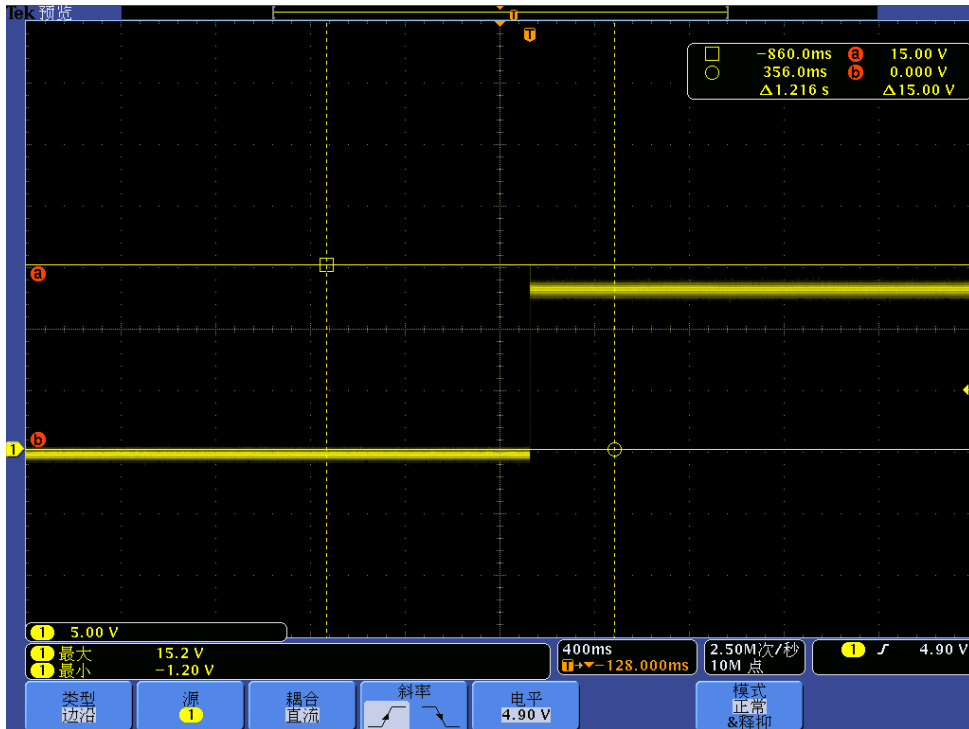 Tek 预览
T
T
-860.0ms a 15.00 V
356.0ms b 0.000 V
Δ1.216 s Δ15.00 V
a
b
1
1 5.00 V
1 最大 15.2 V
1 最小 -1.20 V
400ms
T→▼-128.000ms
2.50M次/秒
10M 点
1 4.90 V
类型
边沿
源
1
耦合
直流
斜率
电平
4.90 V
模式
正常
&释抑